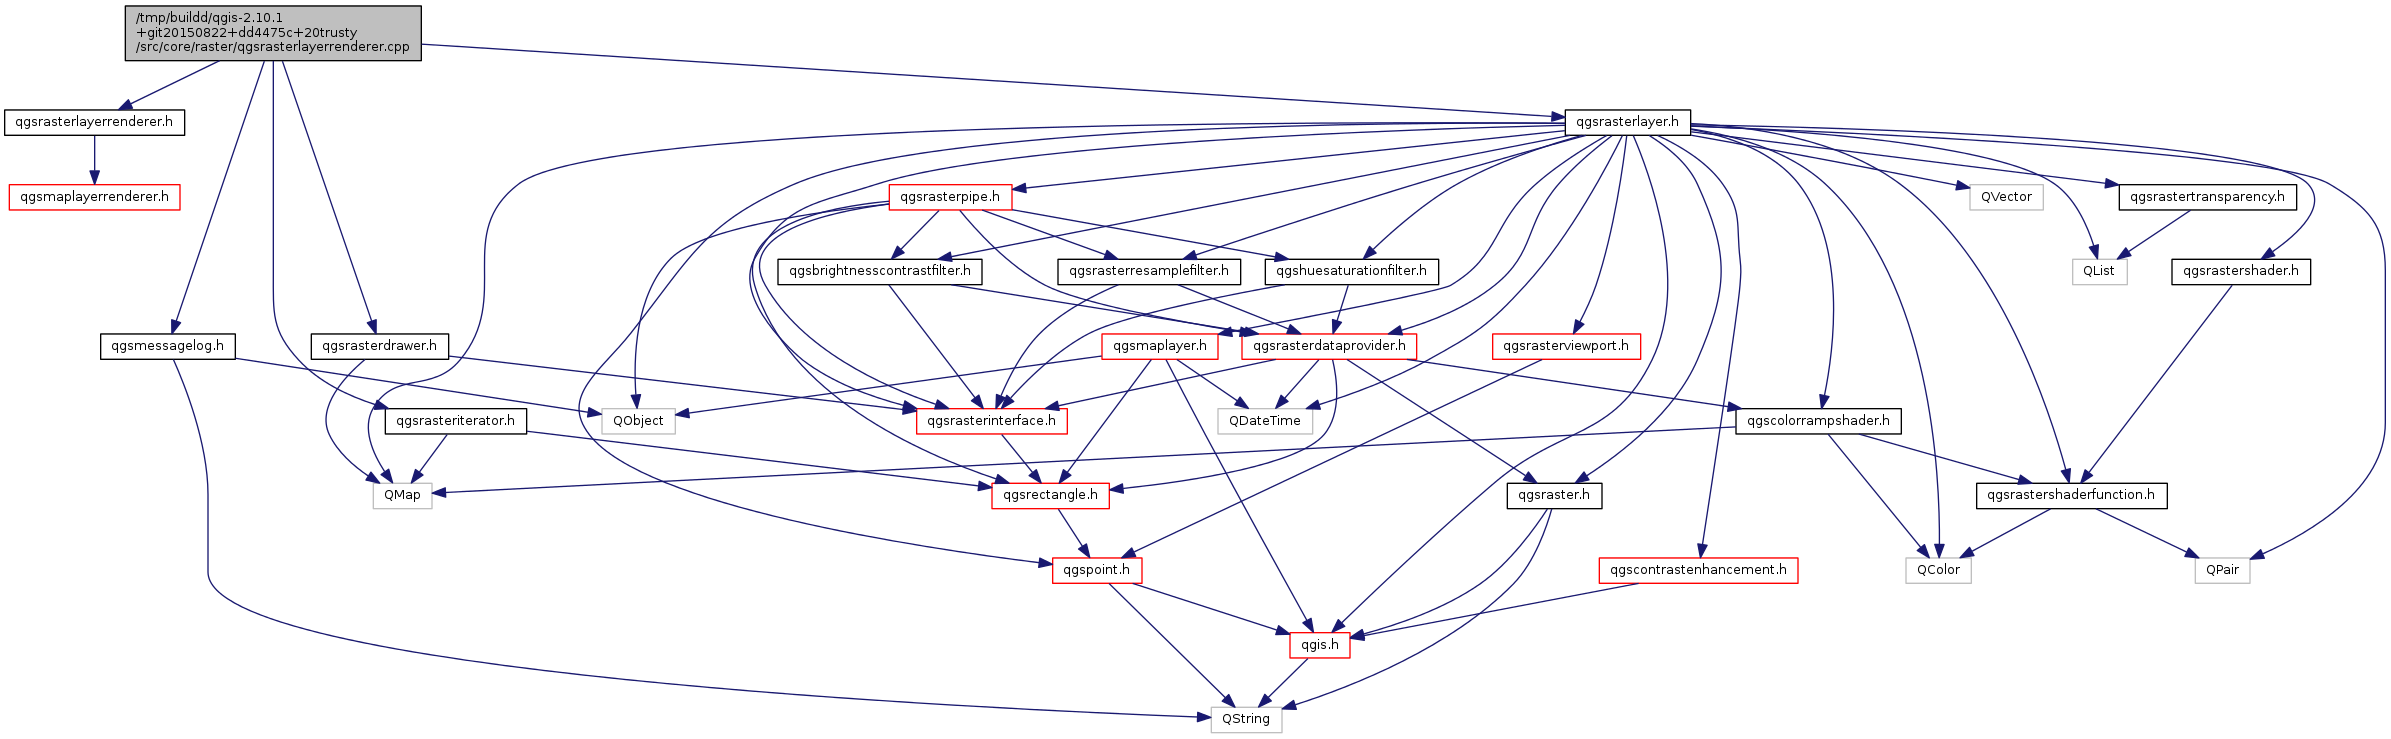 /tmp/buildd/qgis-2.10.1
+git20150822+dd4475c+20trusty
/src/core/raster/qgsrasterlayerrenderer.cpp
qgsrasterlayerrenderer.h
qgsrasterlayer.h
qgsmaplayerrenderer.h
qgsrasterpipe.h
QVector
qgsrastertransparency.h
qgsbrightnesscontrastfilter.h
qgsrasterresamplefilter.h
qgshuesaturationfilter.h
QList
qgsrastershader.h
qgsmessagelog.h
qgsrasterdrawer.h
qgsmaplayer.h
qgsrasterdataprovider.h
qgsrasterviewport.h
qgsrasteriterator.h
QObject
qgsrasterinterface.h
QDateTime
qgscolorrampshader.h
QMap
qgsrectangle.h
qgsraster.h
qgsrastershaderfunction.h
qgspoint.h
qgscontrastenhancement.h
QColor
QPair
qgis.h
QString